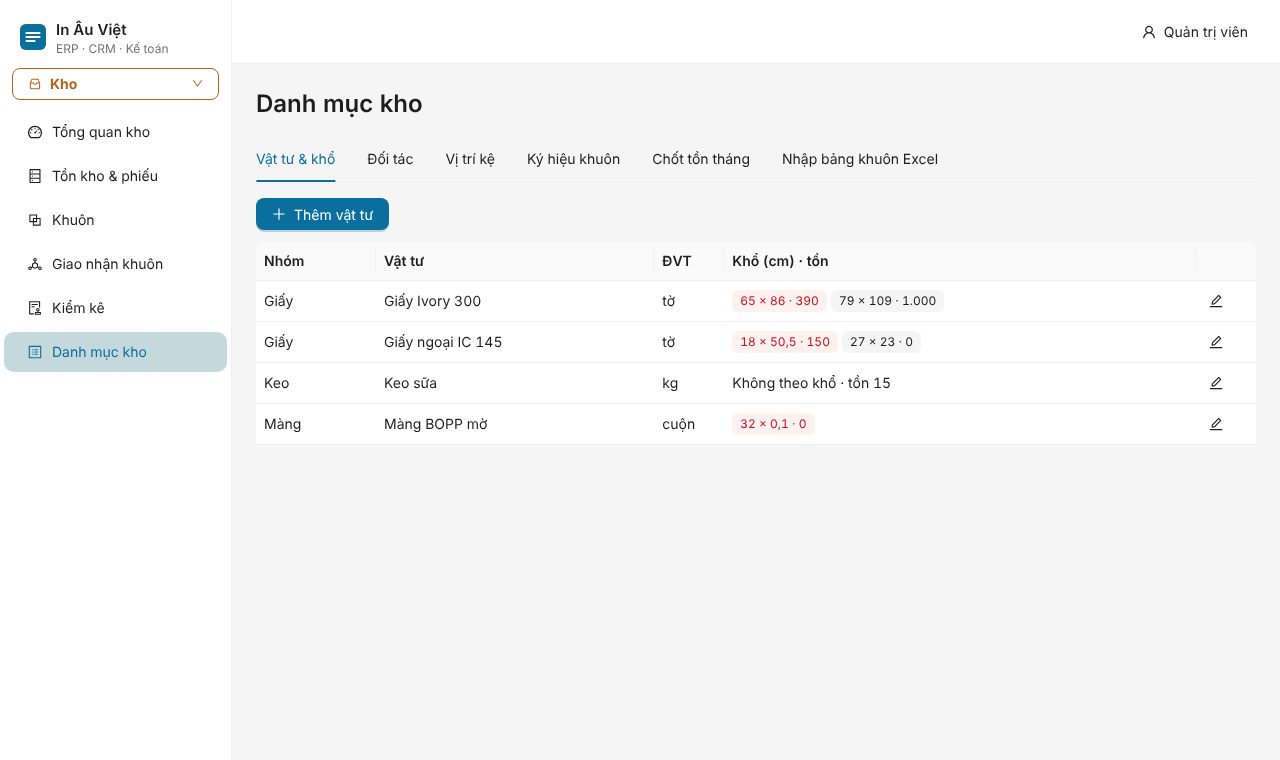 In Âu Việt
ERP · CRM · Kế toán
Kho
Tổng quan kho
Tồn kho & phiếu
Khuôn
Giao nhận khuôn
Kiểm kê
Danh mục kho
Quản trị viên
Danh mục kho
Vật tư & khổ Đối tác Vị trí kệ Ký hiệu khuôn Chốt tồn tháng Nhập bảng khuôn Excel
Thêm vật tư
Nhóm Vật tư ĐVT Khổ (cm) · tồn
Giấy Giấy Ivory 300 tờ 65 × 86 · 390 79 × 109 · 1.000
Giấy Giấy ngoại IC 145 tờ 18 × 50,5 · 150 27 × 23 · 0
Keo Keo sữa kg Không theo khổ · tồn 15
Màng Màng BOPP mờ cuộn 32 × 0,1 · 0